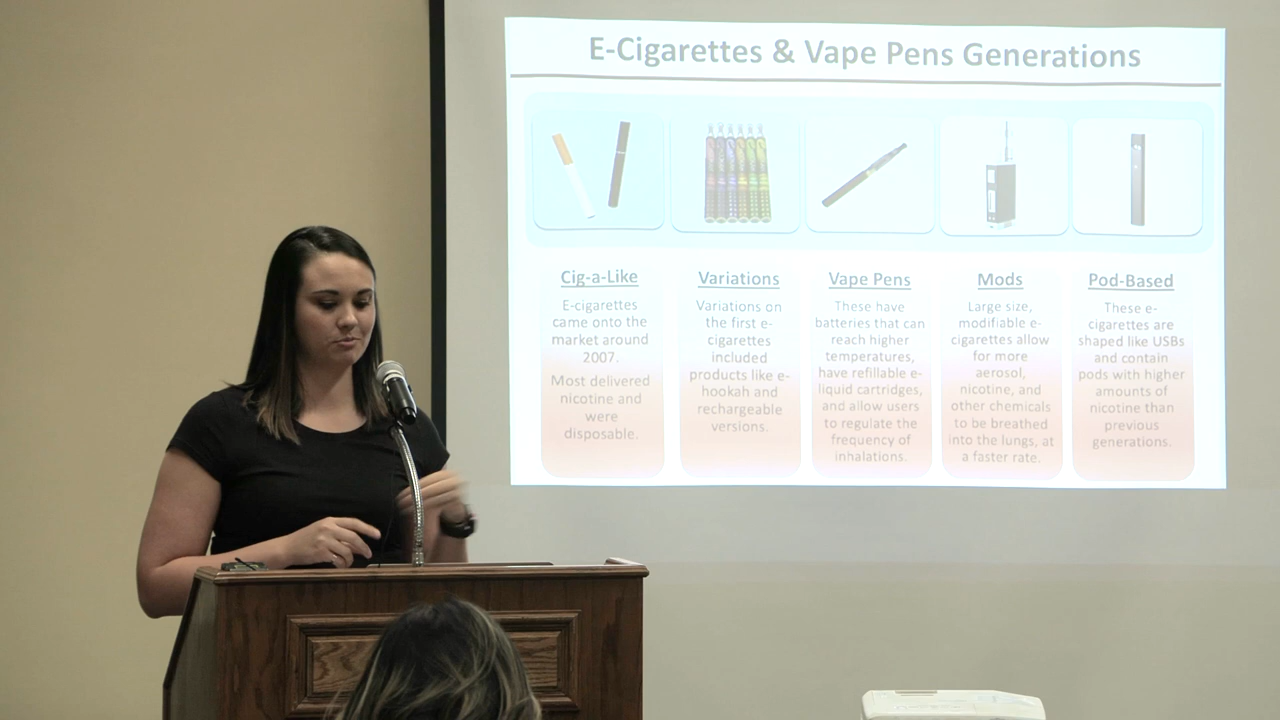 E-Cigarettes & Vape Pens Generations
Cig-a-Like
E-cigarettes
came onto the
market around
2007.
Most delivered
nicotine and
were
disposable.
Variations
Variations on
the first e-
cigarettes
included
products like e-
hookah and
rechargeable
versions.
Vape Pens
These have
batteries that can
reach higher
temperatures,
have refillable e-
liquid cartridges,
and allow users
to regulate the
frequency of
inhalations.
Mods
Large size,
modifiable e-
cigarettes allow
for more
aerosol,
nicotine, and
other chemicals
to be breathed
into the lungs, at
a faster rate.
Pod-Based
These e-
cigarettes are
shaped like USBs
and contain
pods with higher
amounts of
nicotine than
previous
generations.